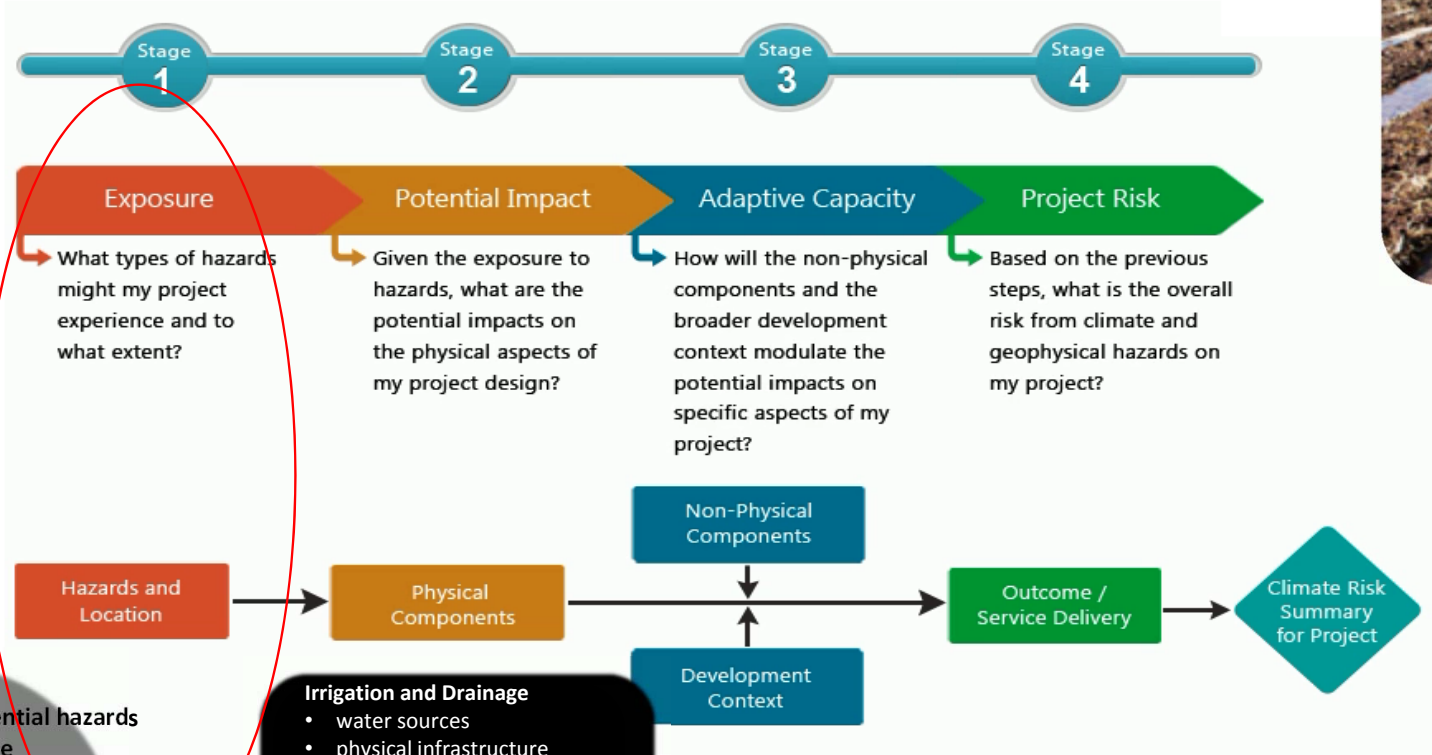 Stage
1
Stage
2
Stage
3
Stage
4
Exposure
Potential Impact
Adaptive Capacity
Project Risk
What types of hazards
might my project
experience and to
what extent?
Given the exposure to
hazards, what are the
potential impacts on
the physical aspects of
my project design?
How will the non-physical
components and the
broader development
context modulate the
potential impacts on
specific aspects of my
project?
Based on the previous
steps, what is the overall
risk from climate and
geophysical hazards on
my project?
Hazards and
Location
Physical
Components
Non-Physical
Components
Development
Context
Outcome /
Service Delivery
Climate Risk
Summary
for Project
hazards
Irrigation and Drainage
• water sources
• physical infrastructure